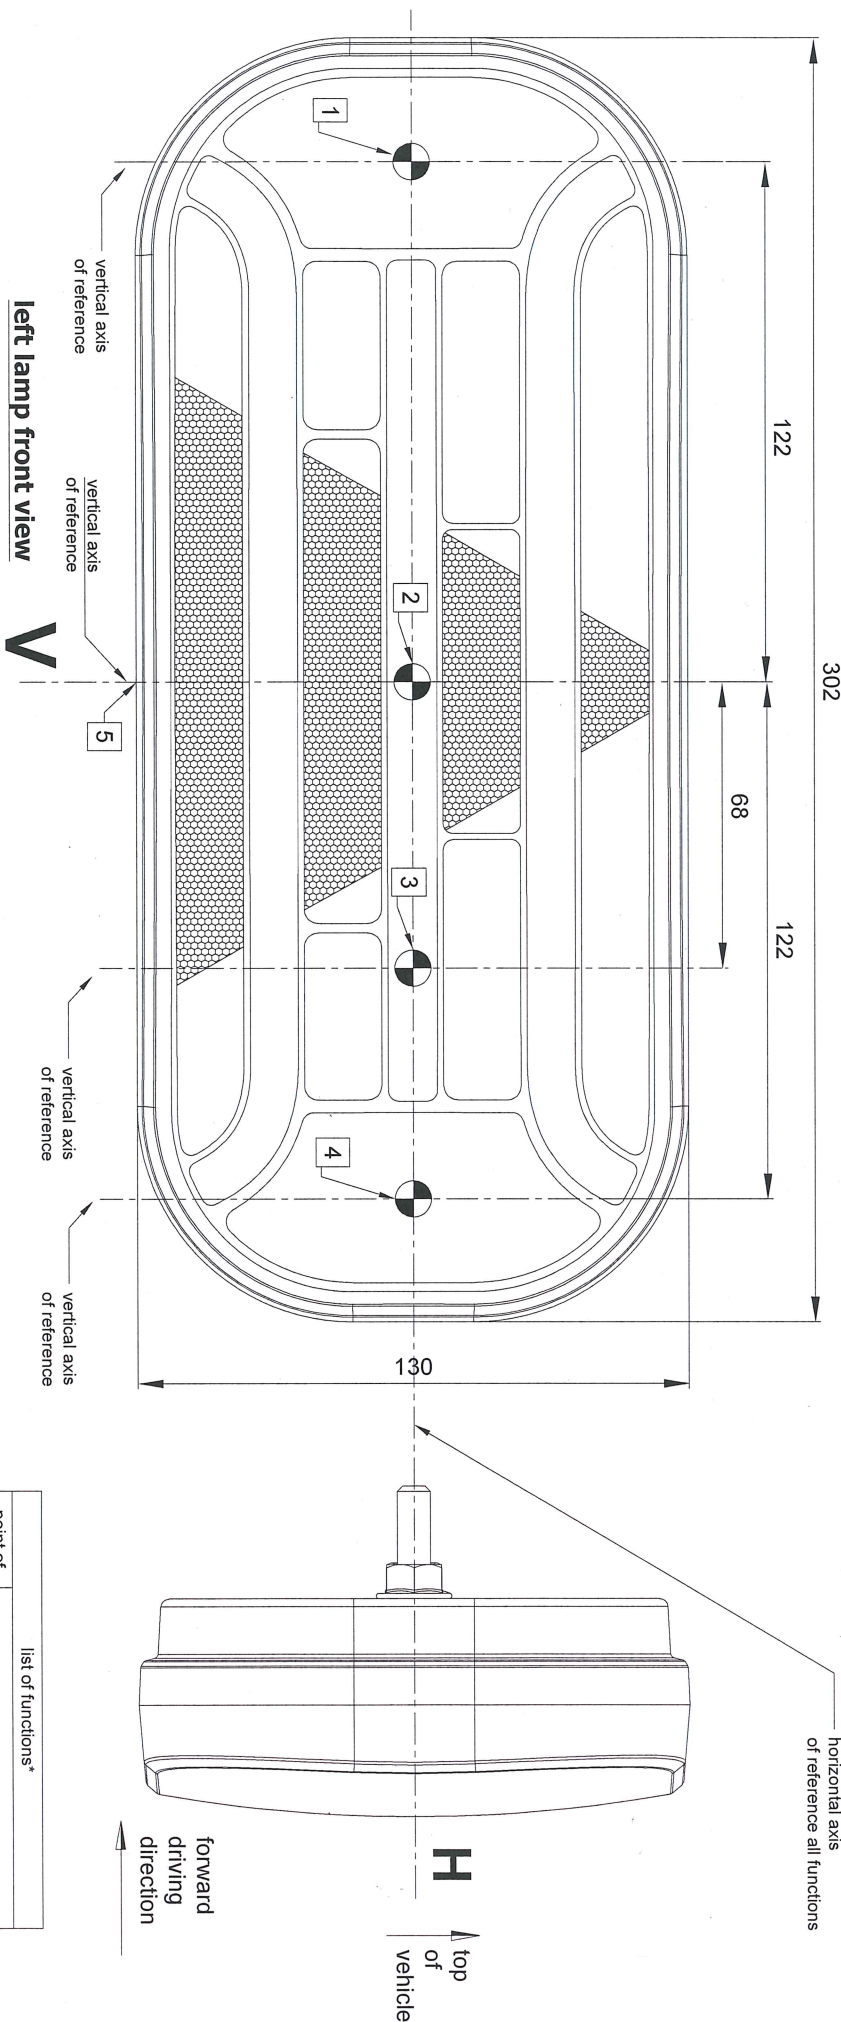 302
122
122
68
1
2
3
4
5
130
vertical axis
of reference
vertical axis
of reference
vertical axis
of reference
vertical axis
of reference
left lamp front view
V
horizontal axis
of reference all functions
H
top
of
vehicle
forward
driving
direction
list of functions*
point of